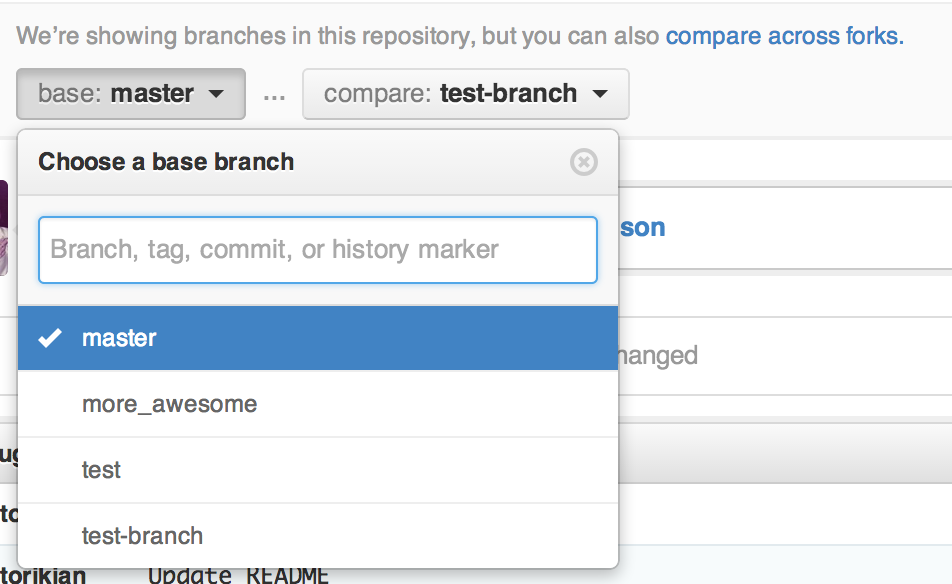 We're showing branches in this repository, but you can also compare across forks.
base: master ... compare: test-branch
Choose a base branch
son
Branch, tag, commit, or history marker
master
hanged
more_awesome
test
test-branch
torikian Update README